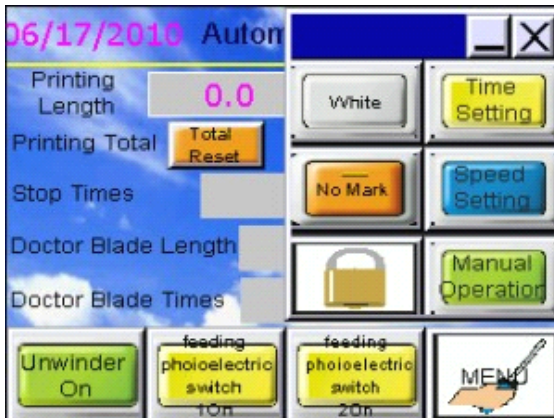 06/17/2010 Autom
Printing
Length
0.0
White
Time
Setting
Printing Total
Total
Reset
Stop Times
No Mark
Speed
Setting
Doctor Blade Length
Manual
Operation
Doctor Blade Times
Unwinder
On
feeding
phoioelectric
switch
1On
feeding
phoioelectric
switch
2On
MENU